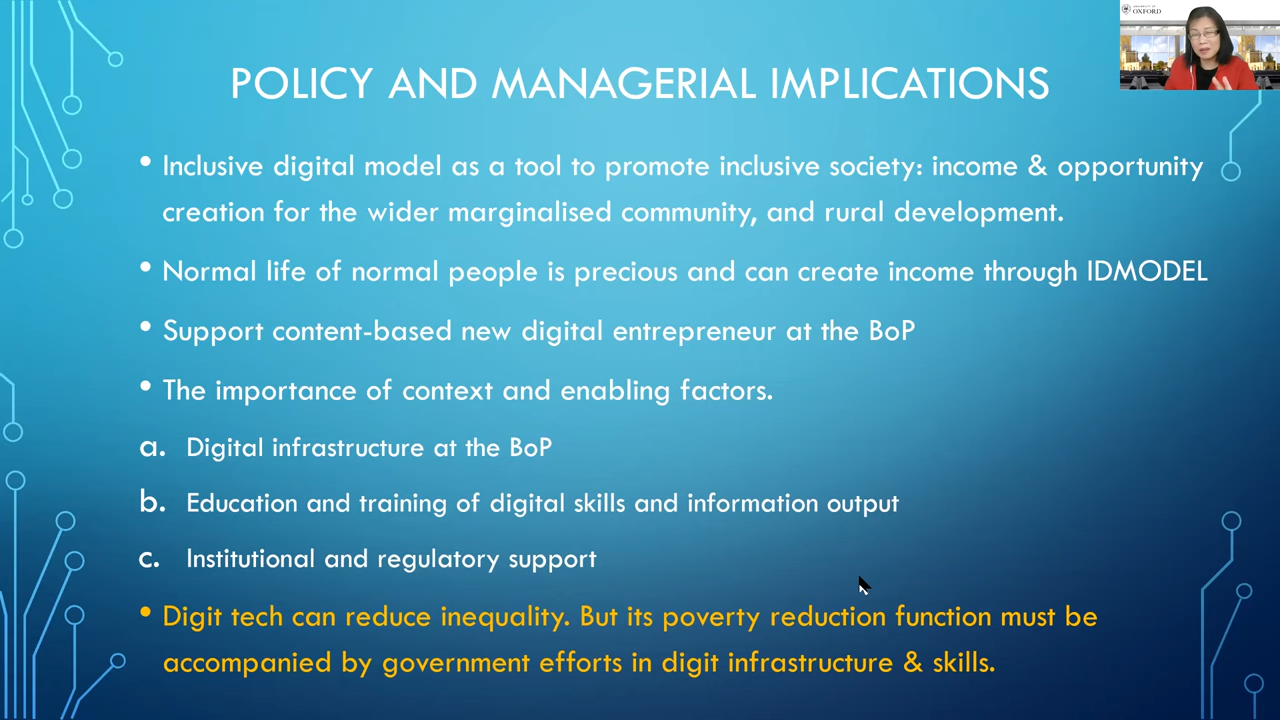 UNIVERSITY OF
OXFORD
POLICY AND MANAGERIAL IMPLICATIONS
• Inclusive digital model as a tool to promote inclusive society: income & opportunity
creation for the wider marginalised community, and rural development.
• Normal life of normal people is precious and can create income through IDMODEL
• Support content-based new digital entrepreneur at the BoP
• The importance of context and enabling factors.
a. Digital infrastructure at the BoP
b. Education and training of digital skills and information output
c. Institutional and regulatory support
• Digit tech can reduce inequality. But its poverty reduction function must be
accompanied by government efforts in digit infrastructure & skills.